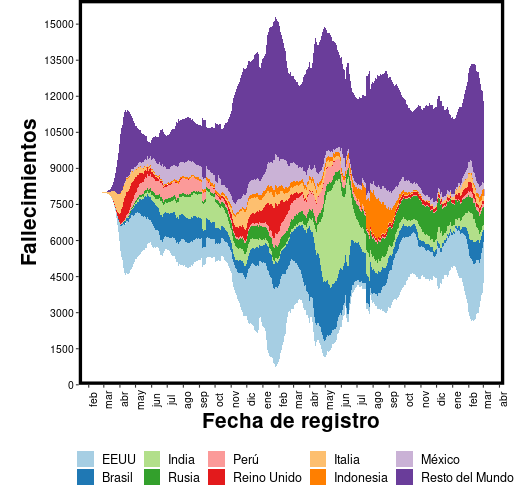 Fallecimientos
15000
13500
12000
10500
9000
7500
6000
4500
3000
1500
0
feb mar abr may jun jul ago sep oct nov dic ene feb mar abr may jun jul ago sep oct nov dic ene feb mar abr
Fecha de registro
EEUU India Perú Italia México
Brasil Rusia Reino Unido Indonesia Resto del Mundo